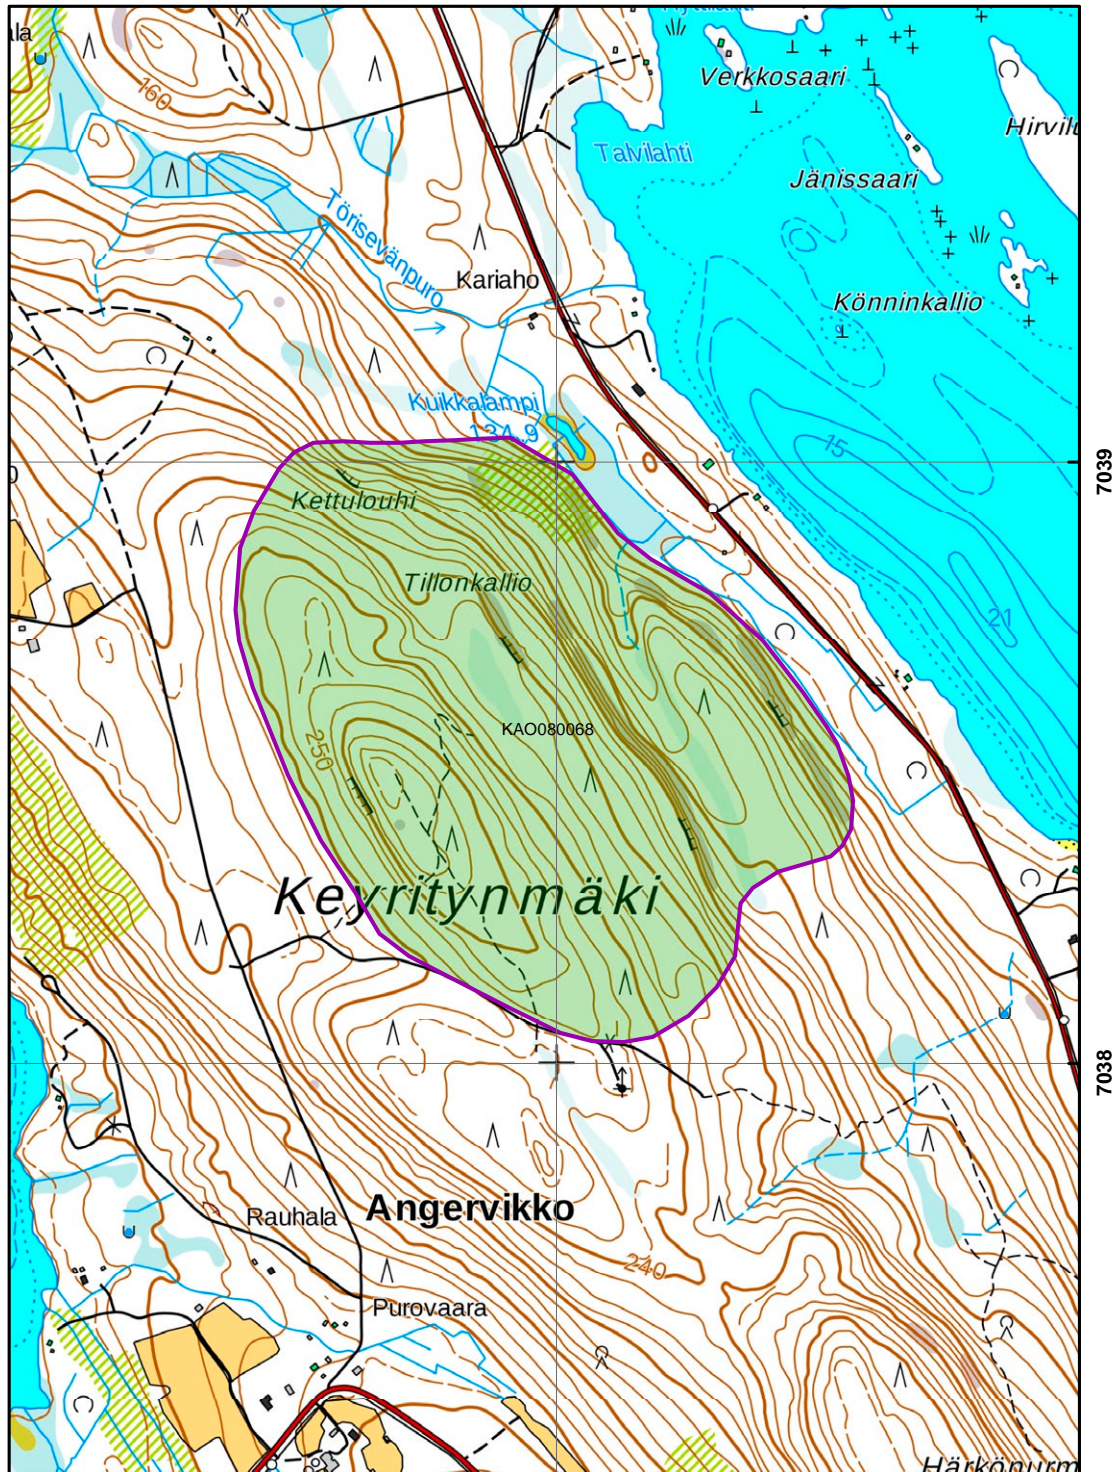 Verkkosaari
160
Hirvilu
Talvilahti
Jänissaari
Törisevänpuro
Kariaho
Könninkallio
Kuikkalampi
134.9
15
7039
Kettulouhi
Tillonkallio
21
KAO080068
250
Keyritynmäki
7038
Rauhala
Angervikko
240
Purovaara
Härkönurm